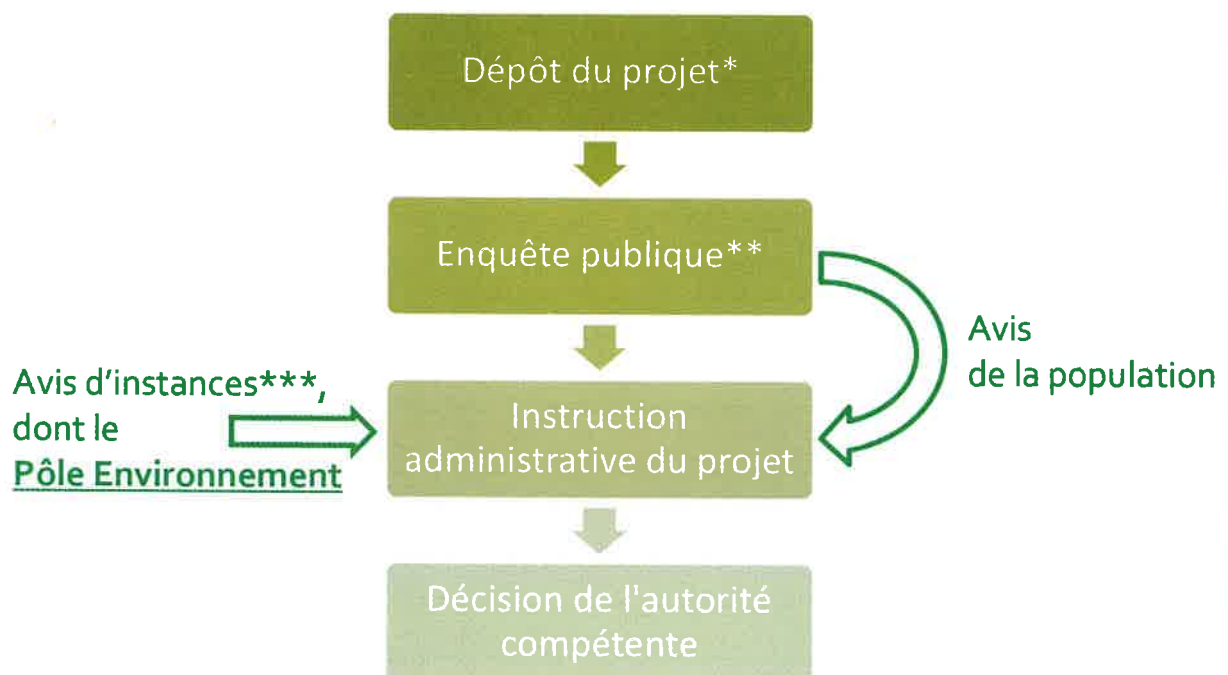 Dépôt du projet*
Enquête publique**
Avis
de la population
Avis d'instances***,
dont le
Pôle Environnement
Instruction
administrative du projet
Décision de l'autorité
compétente